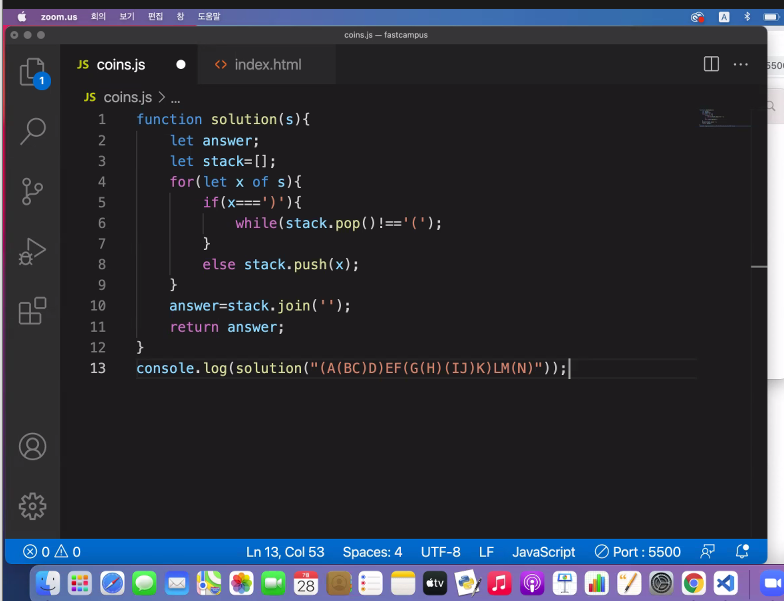 zoom.us 회의 보기 편집 창 도움말 A
coins.js — fastcampus
JS coins.js index.html
5500
1
JS coins.js > ...
1 function solution(s){
2 let answer;
3 let stack=[];
4 for(let x of s){
5 if(x===')'){
6 while(stack.pop()!=='(');
7 }
8 else stack.push(x);
9 }
10 answer=stack.join('');
11 return answer;
12 }
13 console.log(solution("(A(BC)D)EF(G(H)(IJ)K)LM(N)"));
0 0 Ln 13, Col 53 Spaces: 4 UTF-8 LF JavaScript Port : 5500
28
tv